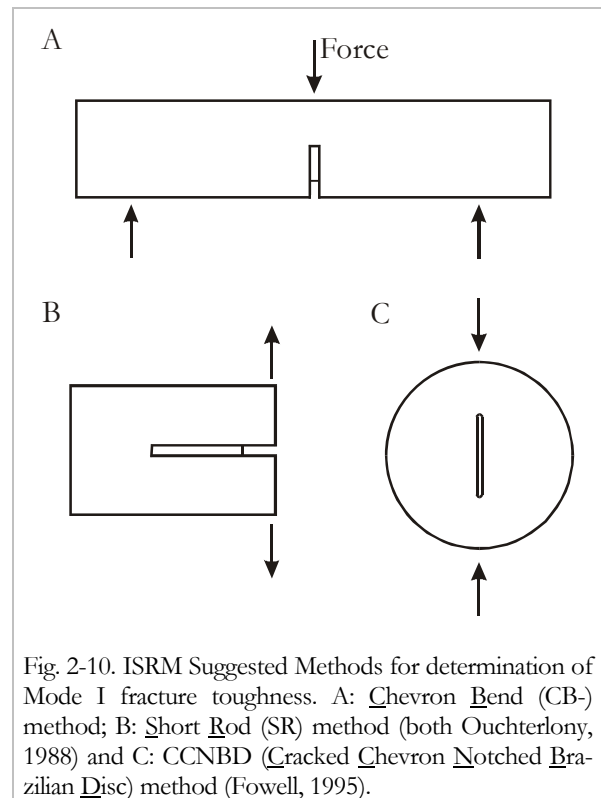 A
Force
B
C
Fig. 2-10. ISRM Suggested Methods for determination of
Mode I fracture toughness. A: Chevron Bend (CB-)
method; B: Short Rod (SR) method (both Ouchterlony,
1988) and C: CCNBD (Cracked Chevron Notched Bra-
zilian Disc) method (Fowell, 1995).